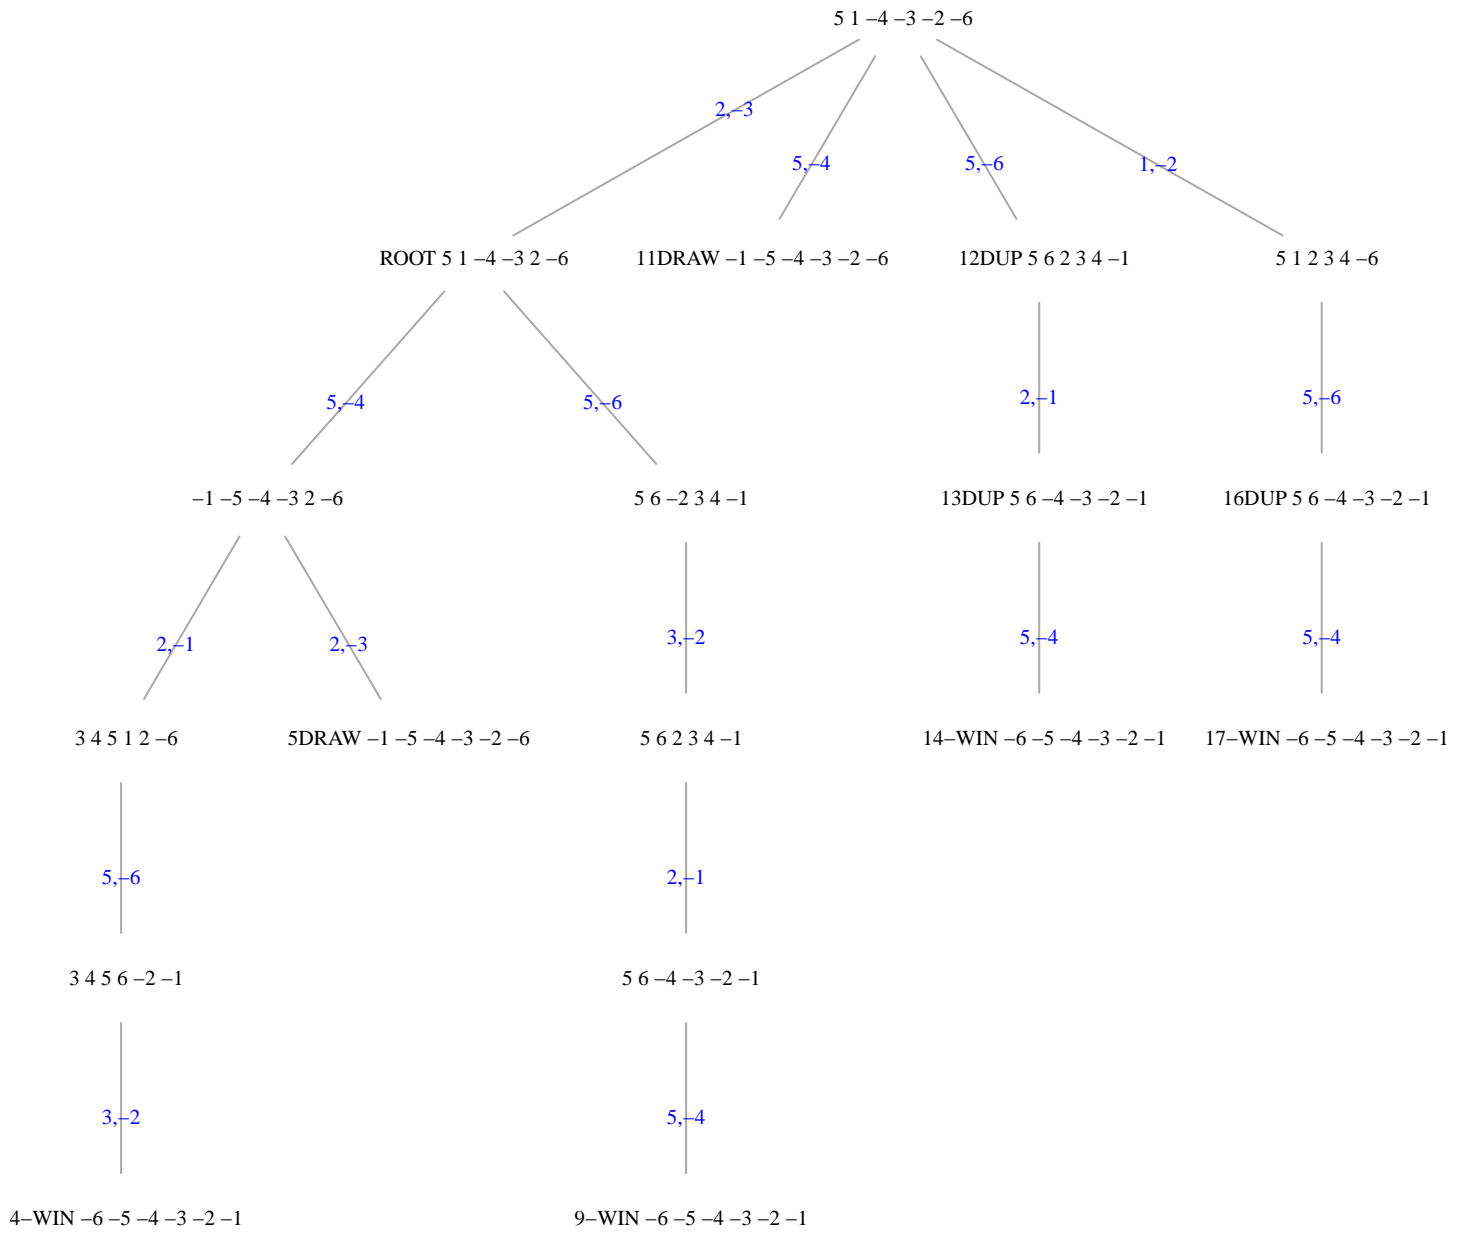 5 1 –4 –3 –2 –6
2,–3
5,–4
5,–6
1,–2
ROOT 5 1 –4 –3 2 –6
11DRAW –1 –5 –4 –3 –2 –6
12DUP 5 6 2 3 4 –1
5 1 2 3 4 –6
5,–4
5,–6
2,–1
5,–6
–1 –5 –4 –3 2 –6
5 6 –2 3 4 –1
13DUP 5 6 –4 –3 –2 –1
16DUP 5 6 –4 –3 –2 –1
2,–1
2,–3
3,–2
5,–4
5,–4
3 4 5 1 2 –6
5DRAW –1 –5 –4 –3 –2 –6
5 6 2 3 4 –1
14–WIN –6 –5 –4 –3 –2 –1
17–WIN –6 –5 –4 –3 –2 –1
5,–6
2,–1
3 4 5 6 –2 –1
5 6 –4 –3 –2 –1
3,–2
5,–4
4–WIN –6 –5 –4 –3 –2 –1
9–WIN –6 –5 –4 –3 –2 –1